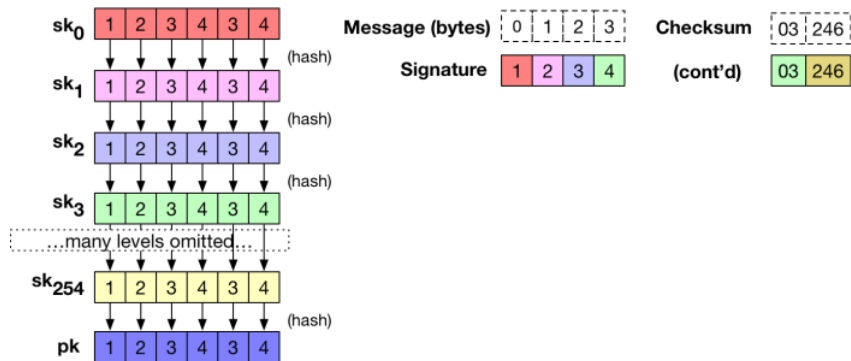 sk0 1 2 3 4 3 4
(hash)
sk1 1 2 3 4 3 4
(hash)
sk2 1 2 3 4 3 4
(hash)
sk3 1 2 3 4 3 4
...many levels omitted...
sk254 1 2 3 4 3 4
(hash)
pk 1 2 3 4 3 4
Message (bytes) 0 1 2 3
Signature 1 2 3 4
Checksum 03 246
(cont'd) 03 246